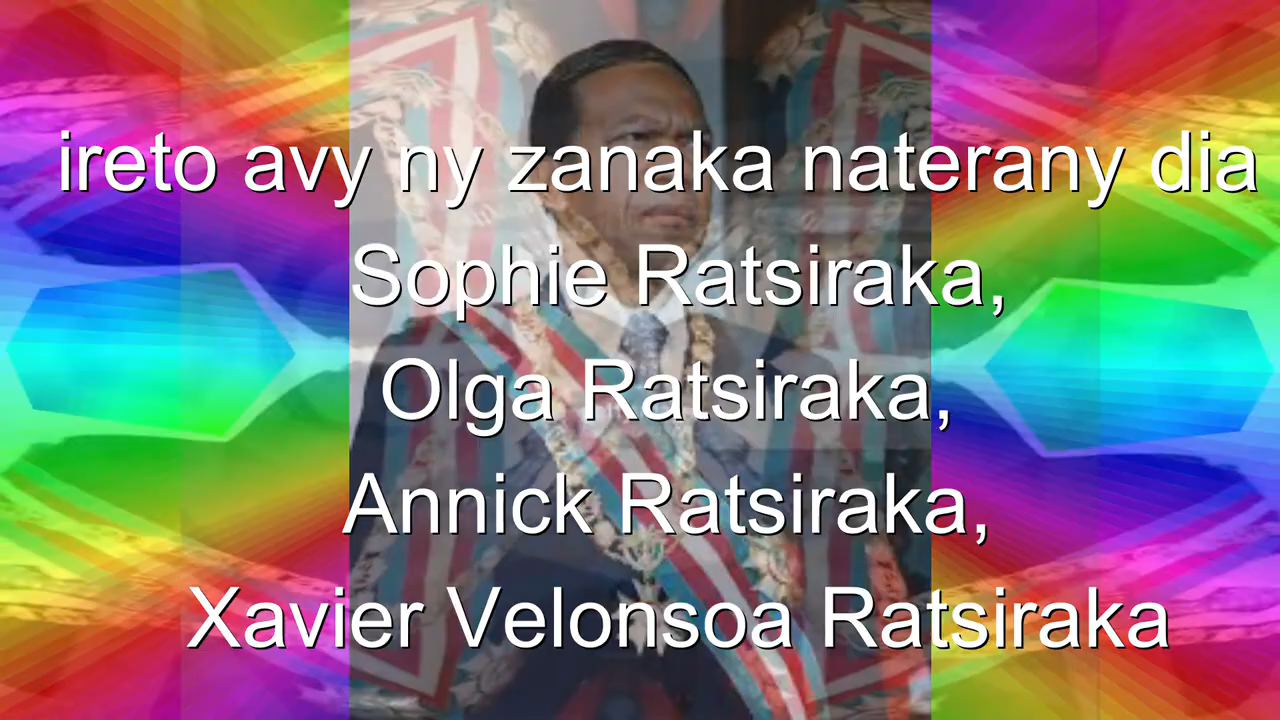 ireto avy ny zanaka naterany dia
Sophie Ratsiraka,
Olga Ratsiraka,
Annick Ratsiraka,
Xavier Velonsoa Ratsiraka